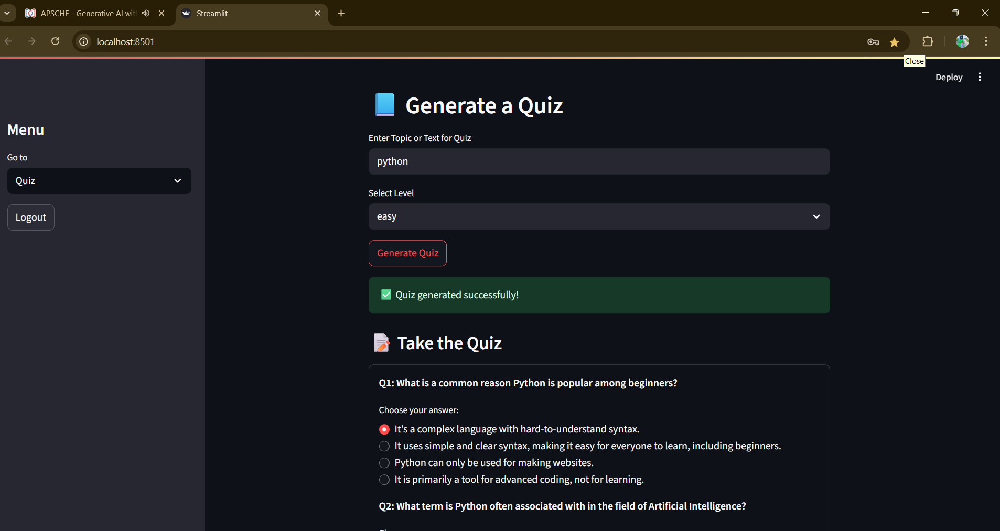 APSCHE - Generative AI wit
Streamlit
localhost:8501
Close
Deploy
Menu
Go to
Quiz
Logout
Generate a Quiz
Enter Topic or Text for Quiz
python
Select Level
easy
Generate Quiz
Quiz generated successfully!
Take the Quiz
Q1: What is a common reason Python is popular among beginners?
Choose your answer:
It's a complex language with hard-to-understand syntax.
It uses simple and clear syntax, making it easy for everyone to learn, including beginners.
Python can only be used for making websites.
It is primarily a tool for advanced coding, not for learning.
Q2: What term is Python often associated with in the field of Artificial Intelligence?